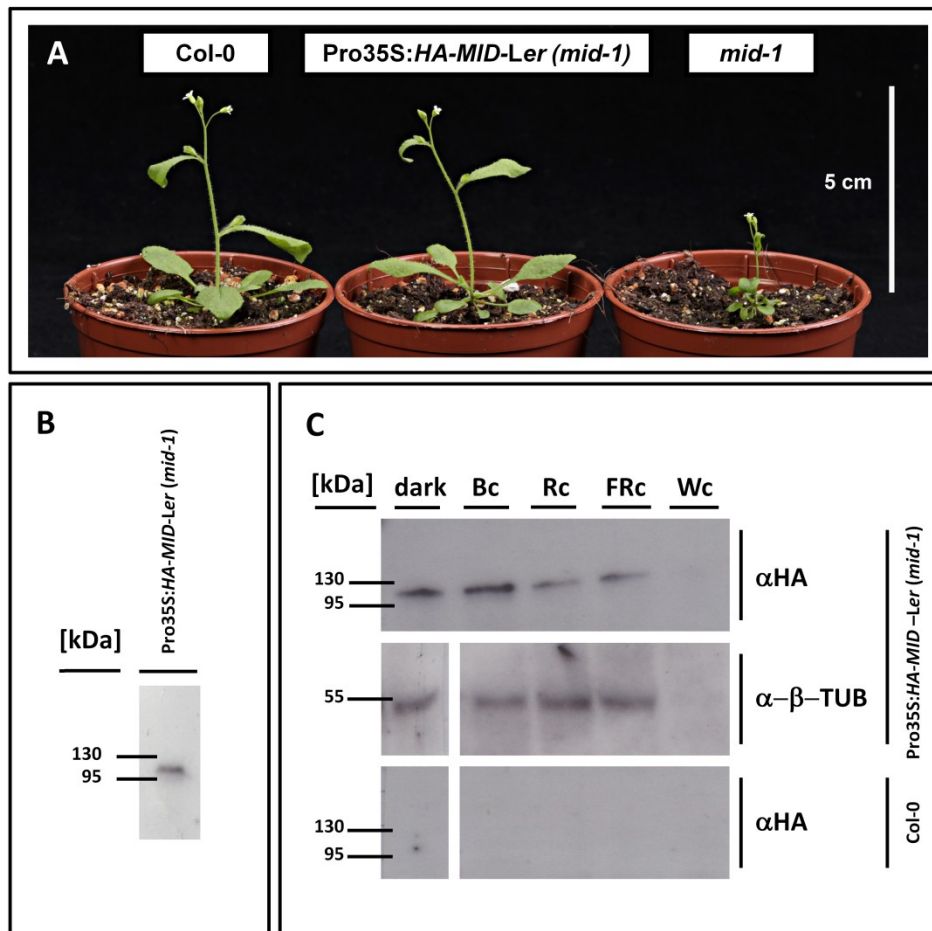 A
Col-0
Pro35S:HA-MID-Ler (mid-1)
mid-1
5 cm
B
Pro35S:HA-MID-Ler (mid-1)
[kDa]
130
95
C
[kDa] dark Bc Rc FRc Wc
130
95
αHA
55
α-β-TUB
130
95
αHA
Pro35S:HA-MID -Ler (mid-1)
Col-0